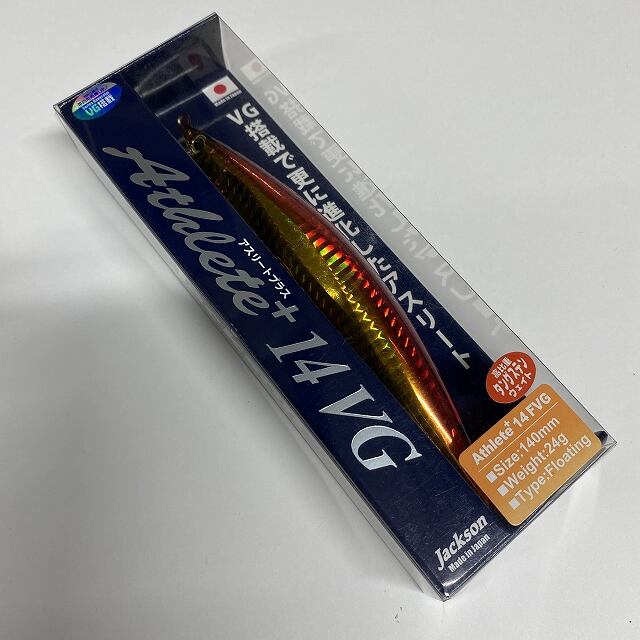 VG搭載
Athlete+ 14 VG
アスリートプラス
VG搭載で更に進化したアスリート
高比重
タングステン
ウェイト
Athlete+ 14 FVG
■Size:140mm
■Weight:24g
■Type:Floating
Jackson
Made in Japan